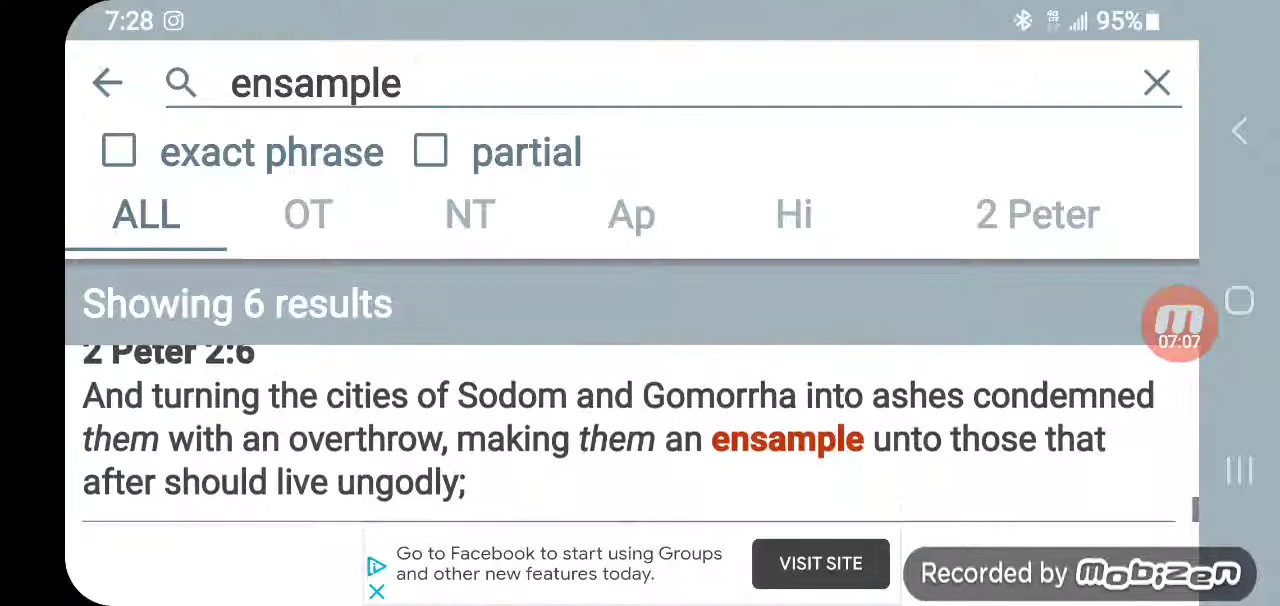 7:28 95%
ensample
exact phrase partial
ALL OT NT Ap Hi 2 Peter
Showing 6 results
07:07
2 Peter 2:6
And turning the cities of Sodom and Gomorrha into ashes condemned
them with an overthrow, making them an ensample unto those that
after should live ungodly;
Go to Facebook to start using Groups
and other new features today.
VISIT SITE
Recorded by mobizen